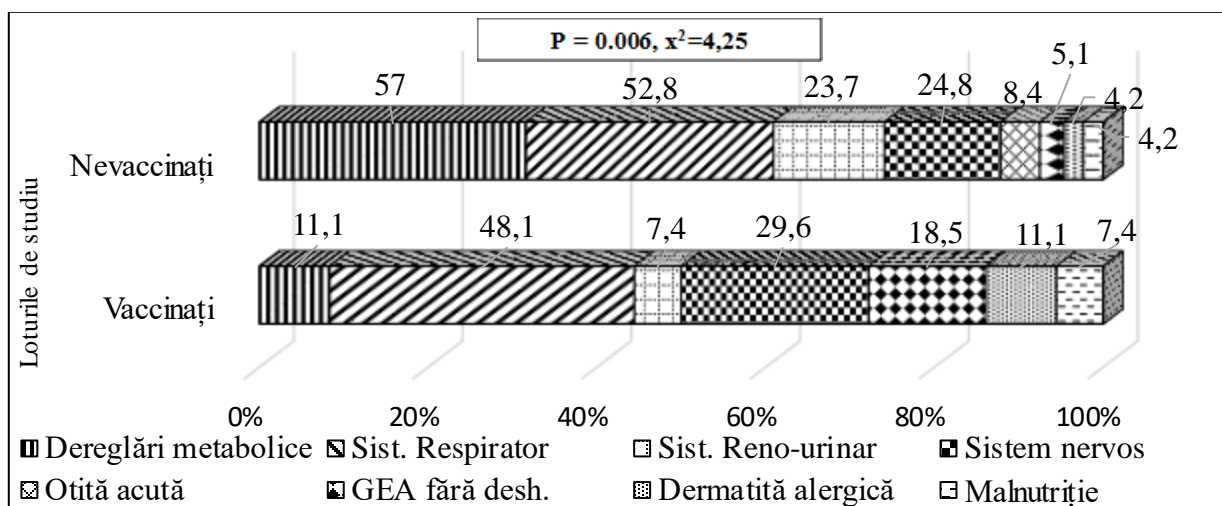 P = 0.006, x²=4,25
57 52,8 23,7 24,8 8,4 5,1 4,2 4,2
Nevaccinați
11,1 48,1 7,4 29,6 18,5 11,1 7,4
Vaccinați
Loturile de studiu
0% 20% 40% 60% 80% 100%
Dereglări metabolice Sist. Respirator Sist. Reno-urinar Sistem nervos
Otită acută GEA fără desh. Dermatită alergică Malnutriție